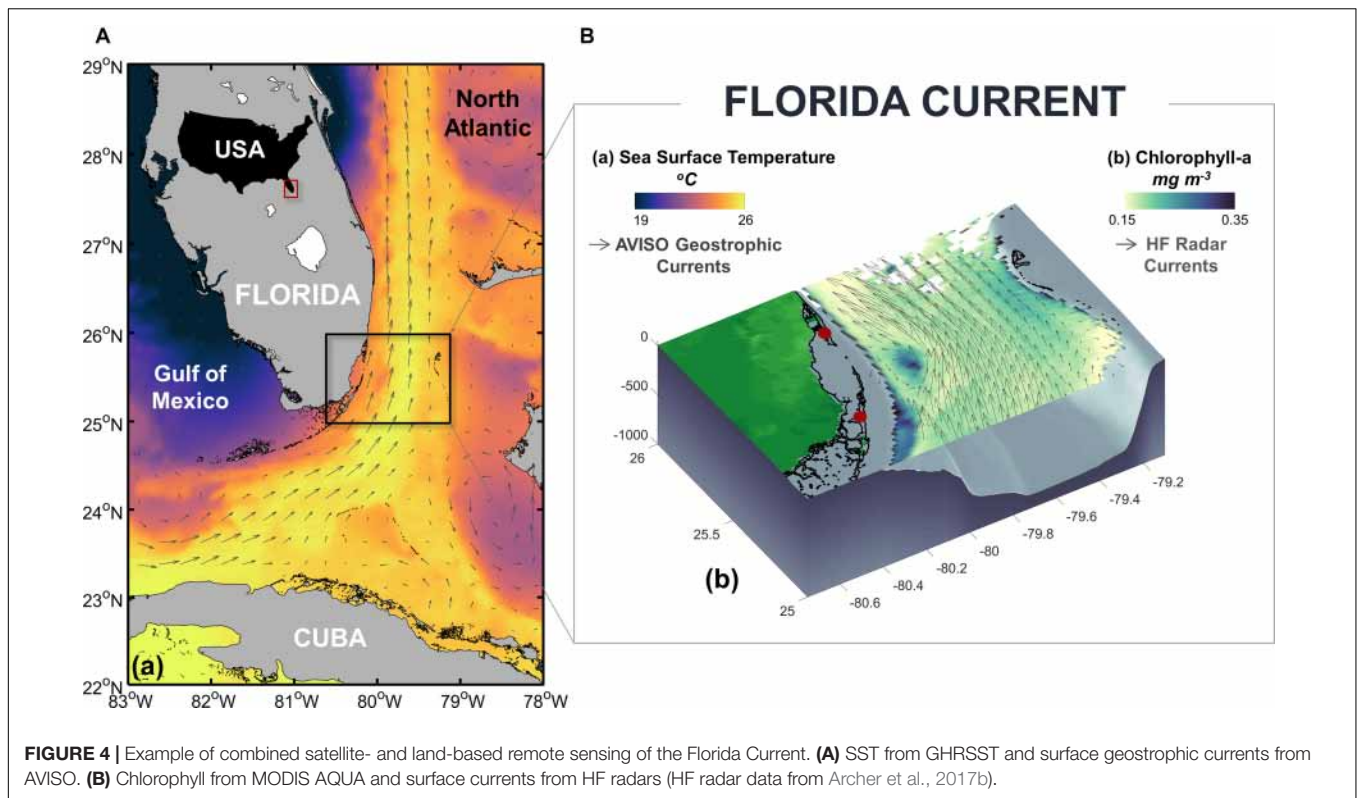 A
B
29°N
28°N
27°N
26°N
25°N
24°N
23°N
22°N
83°W 82°W 81°W 80°W 79°W 78°W
North
Atlantic
USA
FLORIDA
Gulf of
Mexico
CUBA
(a)
FLORIDA CURRENT
(a) Sea Surface Temperature
°C
19 26
→ AVISO Geostrophic
Currents
(b) Chlorophyll-a
mg m⁻³
0.15 0.35
→ HF Radar
Currents
0
-500
-1000
26
25.5
25
-80.6
-80.4
-80.2
-80
-79.8
-79.6
-79.4
-79.2
(b)
FIGURE 4 | Example of combined satellite- and land-based remote sensing of the Florida Current. (A) SST from GHRSST and surface geostrophic currents from
AVISO. (B) Chlorophyll from MODIS AQUA and surface currents from HF radars (HF radar data from Archer et al., 2017b).